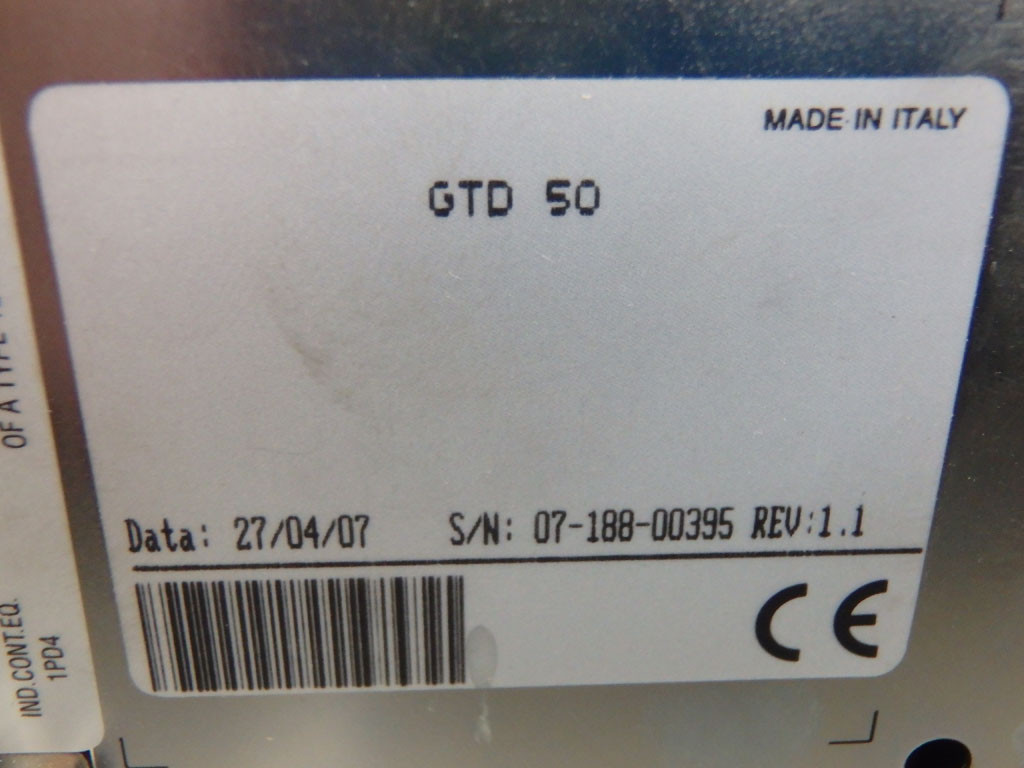 MADE IN ITALY
GTD 50
Data: 27/04/07 S/N: 07-188-00395 REV:1.1
CE
OF A TYPE
IND.CONT.EQ.
1PD4